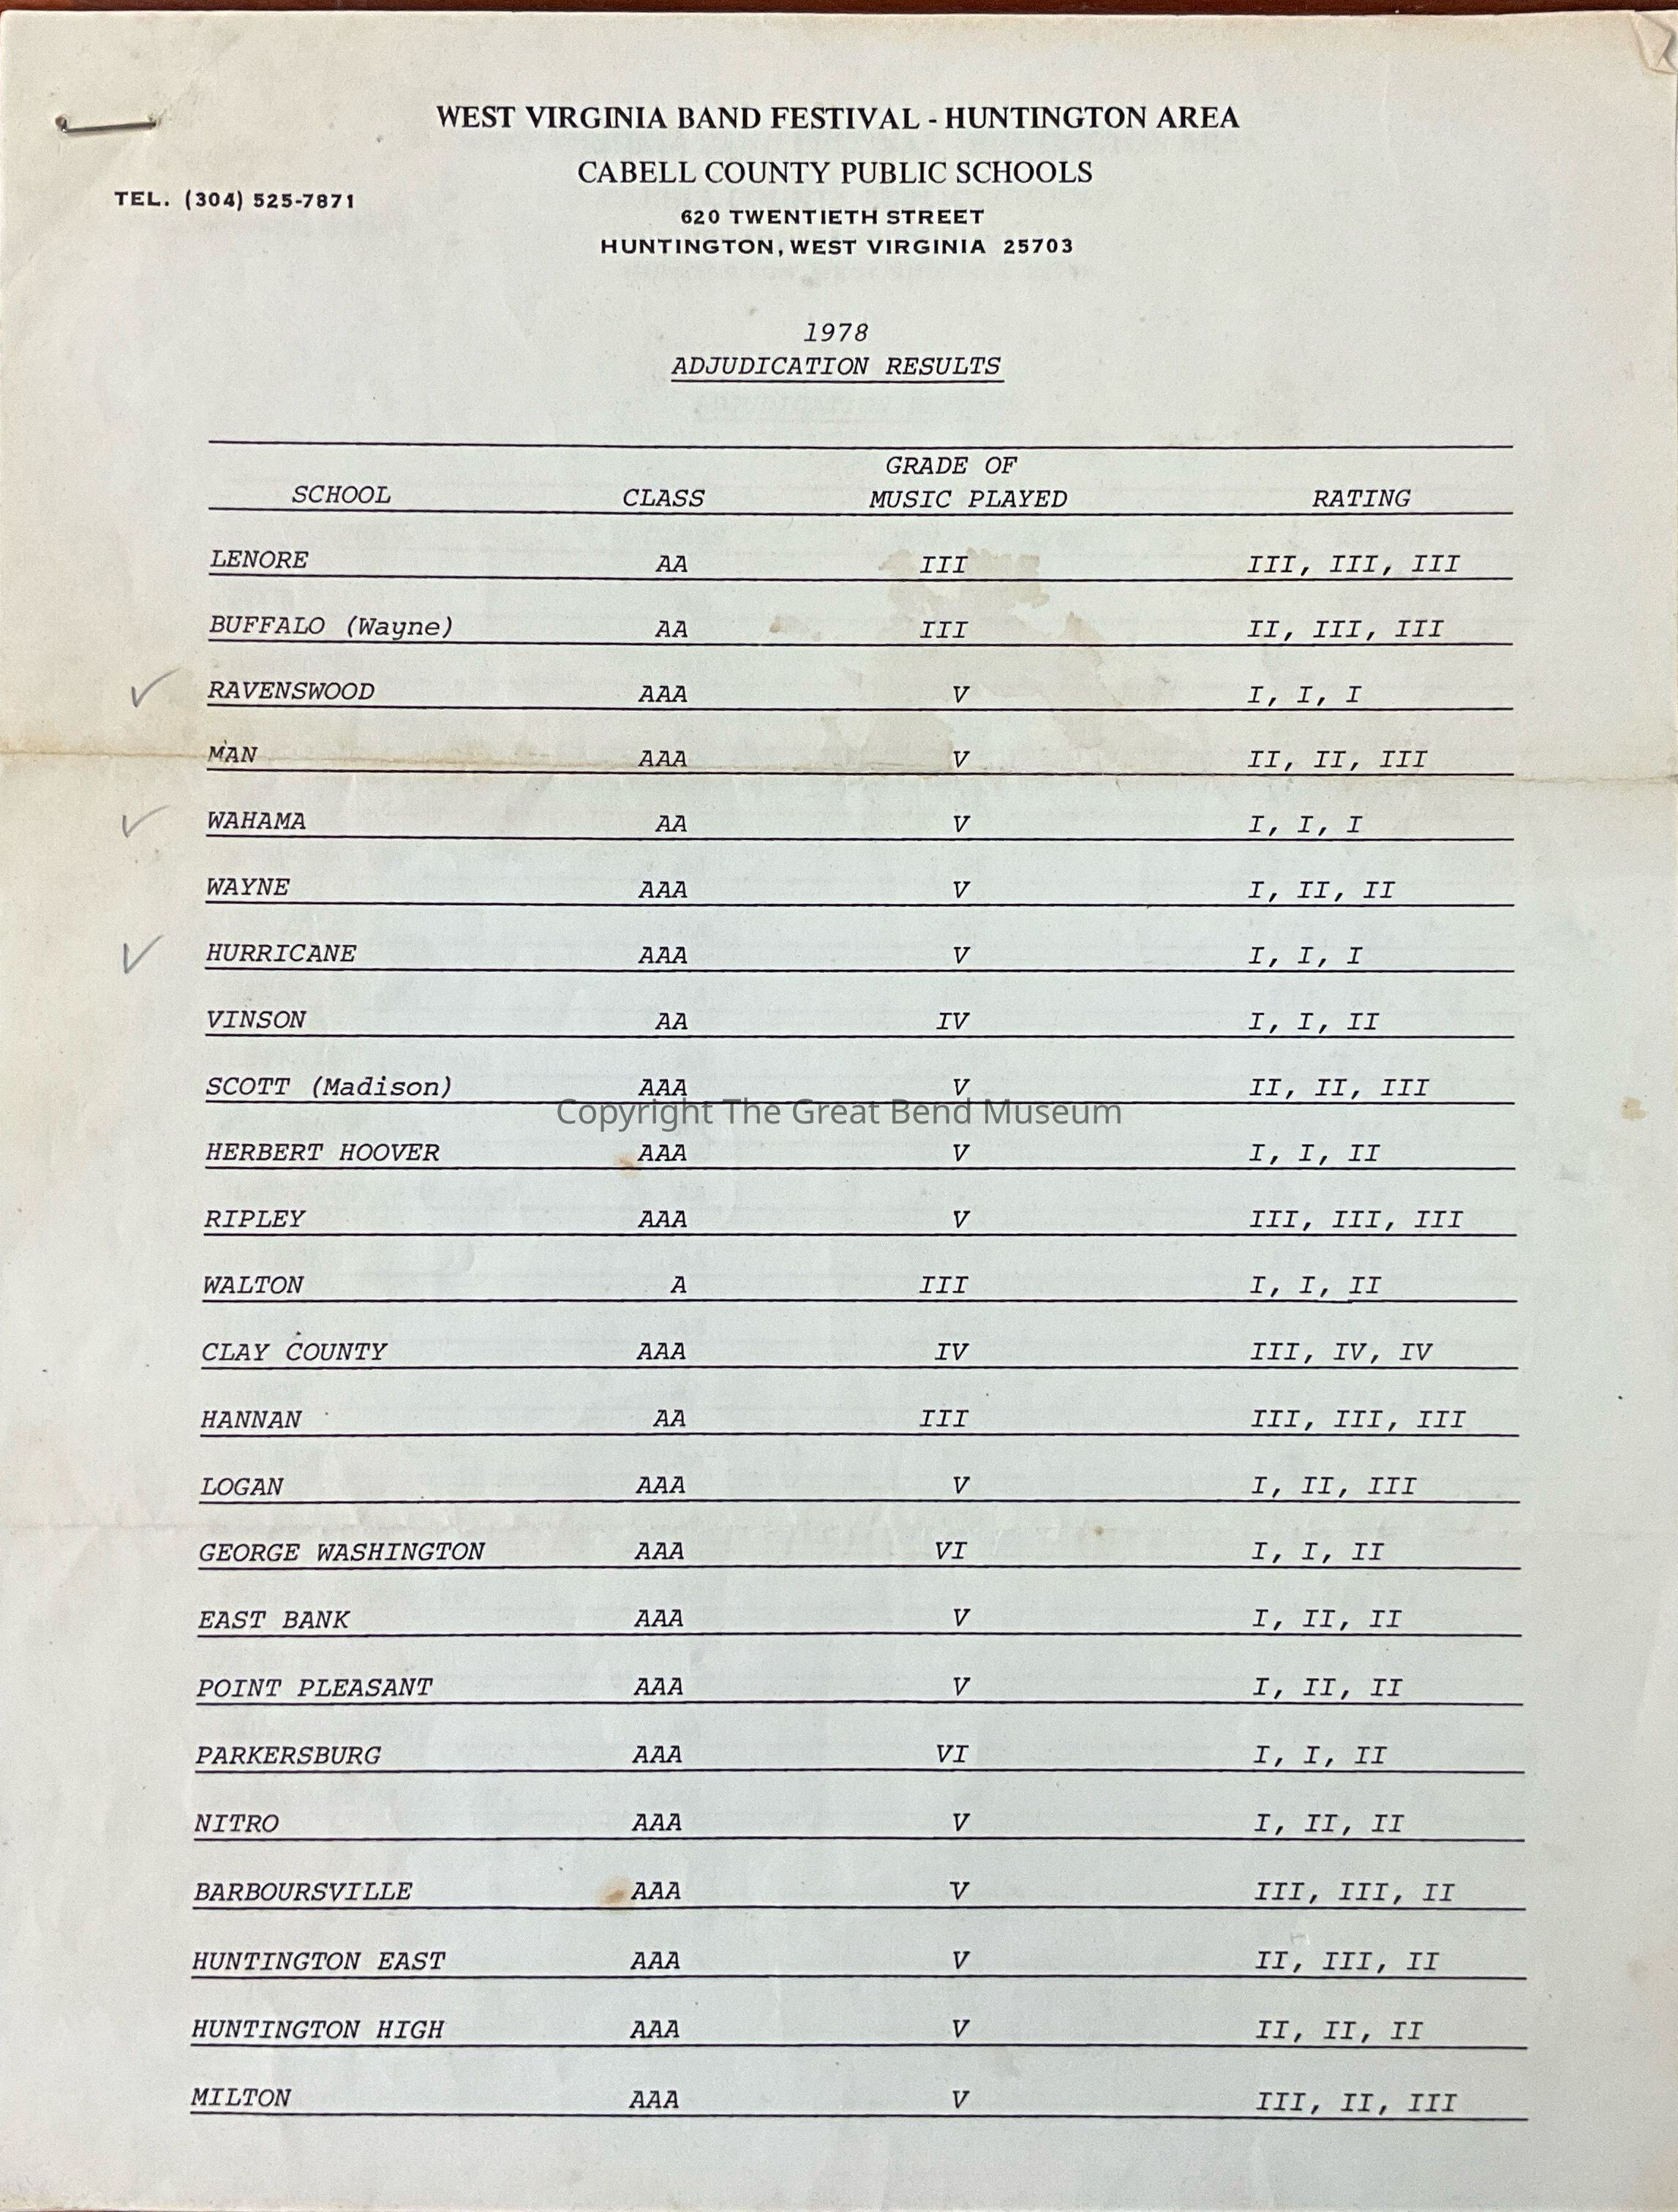 WEST VIRGINIA BAND FESTIVAL - HUNTINGTON AREA
CABELL COUNTY PUBLIC SCHOOLS
TEL. (304) 525-7871
620 TWENTIETH STREET
HUNTINGTON, WEST VIRGINIA 25703
1978
ADJUDICATION RESULTS
SCHOOL CLASS GRADE OF MUSIC PLAYED RATING
LENORE AA III III, III, III
BUFFALO (Wayne) AA III II, III, III
RAVENSWOOD AAA V I, I, I
MAN AAA V II, II, III
WAHAMA AA V I, I, I
WAYNE AAA V I, II, II
HURRICANE AAA V I, I, I
VINSON AA IV I, I, II
SCOTT (Madison) AAA V II, II, III
Copyright The Great Bend Museum
HERBERT HOOVER AAA V I, I, II
RIPLEY AAA V III, III, III
WALTON A III I, I, II
CLAY COUNTY AAA IV III, IV, IV
HANNAN AA III III, III, III
LOGAN AAA V I, II, III
GEORGE WASHINGTON AAA VI I, I, II
EAST BANK AAA V I, II, II
POINT PLEASANT AAA V I, II, II
PARKERSBURG AAA VI I, I, II
NITRO AAA V I, II, II
BARBOURSVILLE AAA V III, III, II
HUNTINGTON EAST AAA V II, III, II
HUNTINGTON HIGH AAA V II, II, II
MILTON AAA V III, II, III